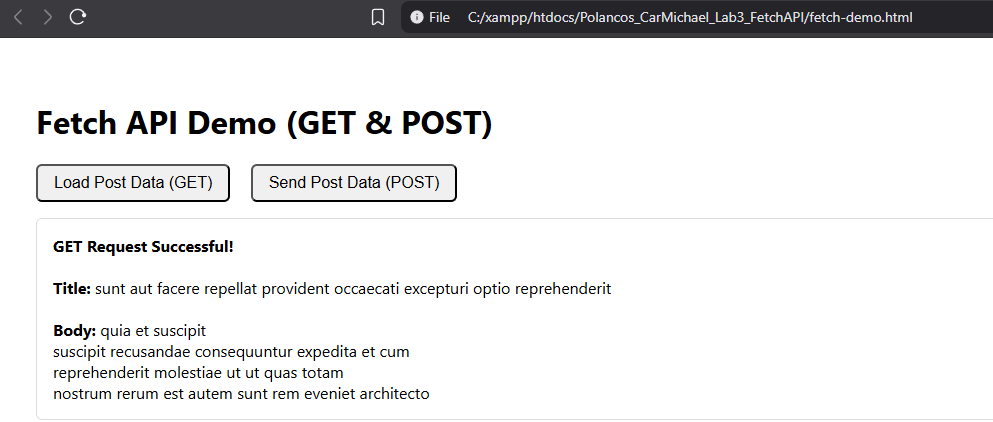 File C:/xampp/htdocs/Polancos_CarMichael_Lab3_FetchAPI/fetch-demo.html
Fetch API Demo (GET & POST)
Load Post Data (GET) Send Post Data (POST)
GET Request Successful!
Title: sunt aut facere repellat provident occaecati excepturi optio reprehenderit
Body: quia et suscipit
suscipit recusandae consequuntur expedita et cum
reprehenderit molestiae ut ut quas totam
nostrum rerum est autem sunt rem eveniet architecto